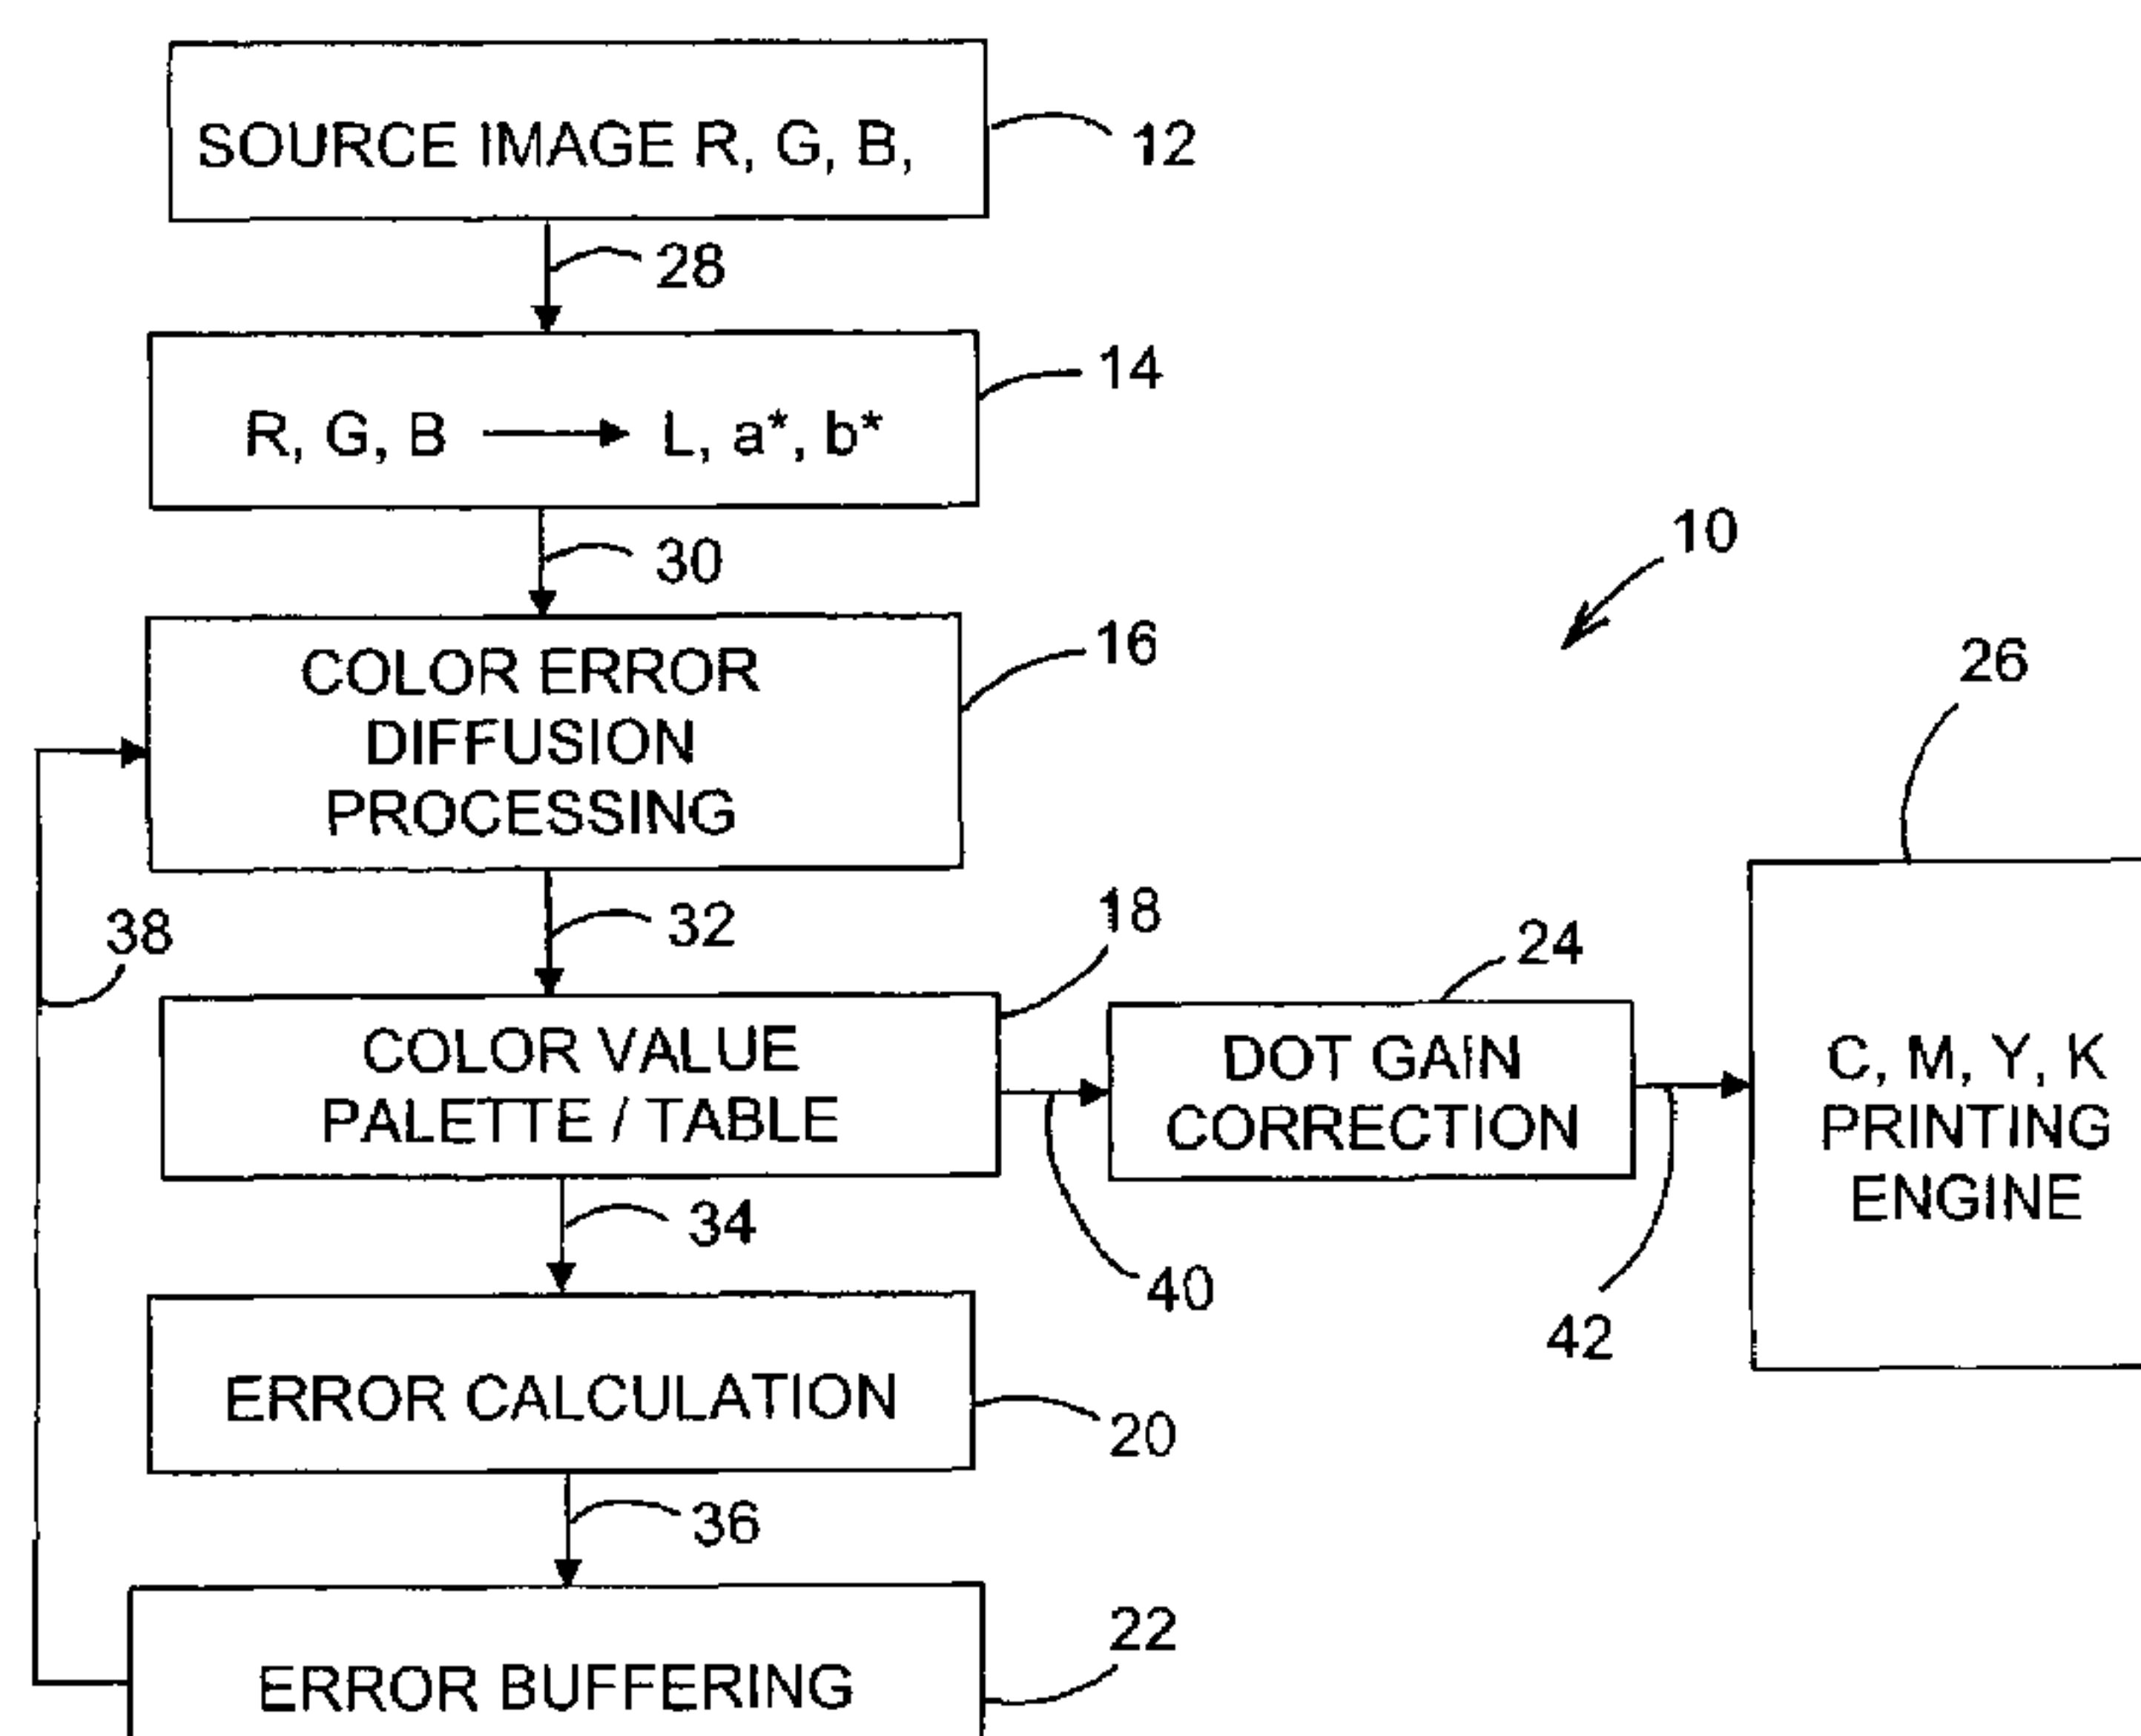 SOURCE IMAGE R, G, B,
12
28
R, G, B → L, a*, b*
14
30
10
COLOR ERROR
DIFFUSION
PROCESSING
16
26
38
32
18
24
COLOR VALUE
PALETTE / TABLE
DOT GAIN
CORRECTION
C, M, Y, K
PRINTING
ENGINE
34
40
42
ERROR CALCULATION
20
36
22
ERROR BUFFERING